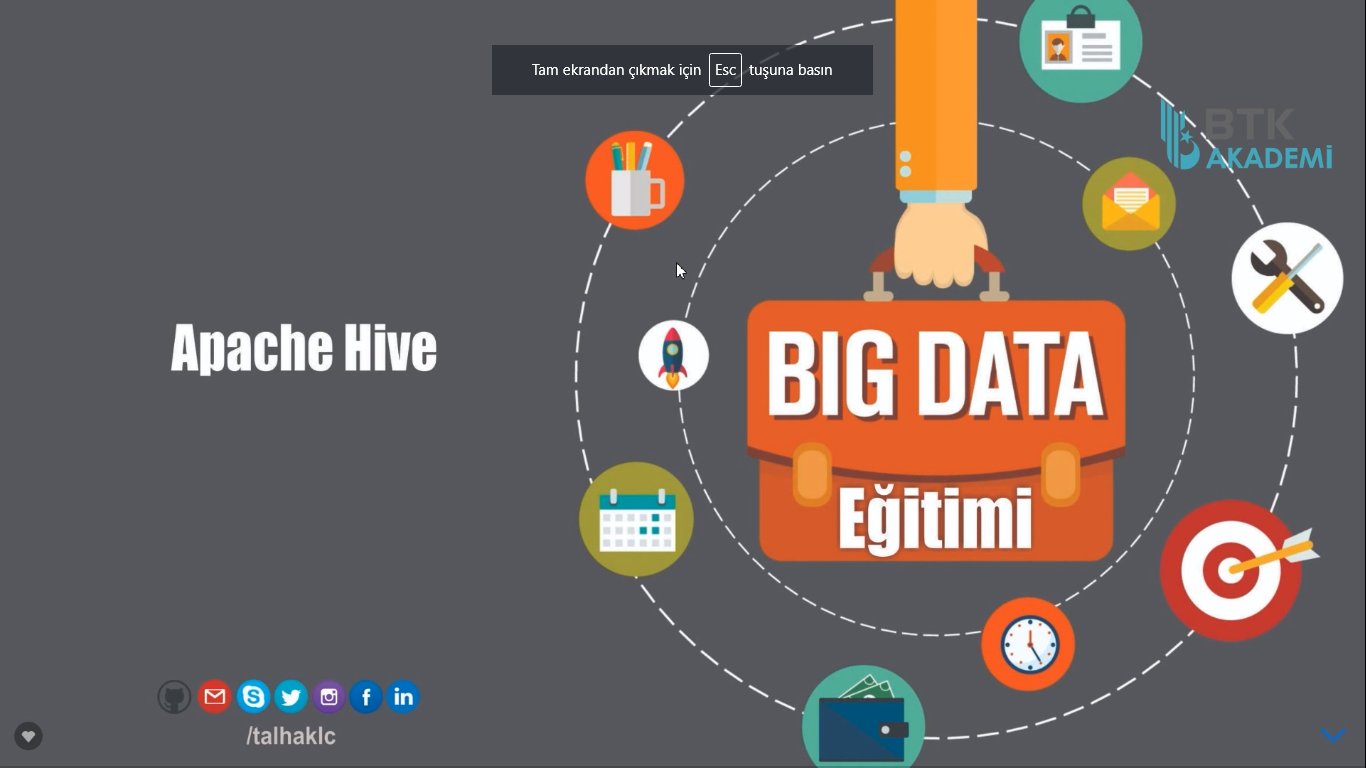 Tam ekrandan çıkmak için Esc tuşuna basın
BTK
AKADEMİ
Apache Hive
BIG DATA
Eğitimi
/talhaklc